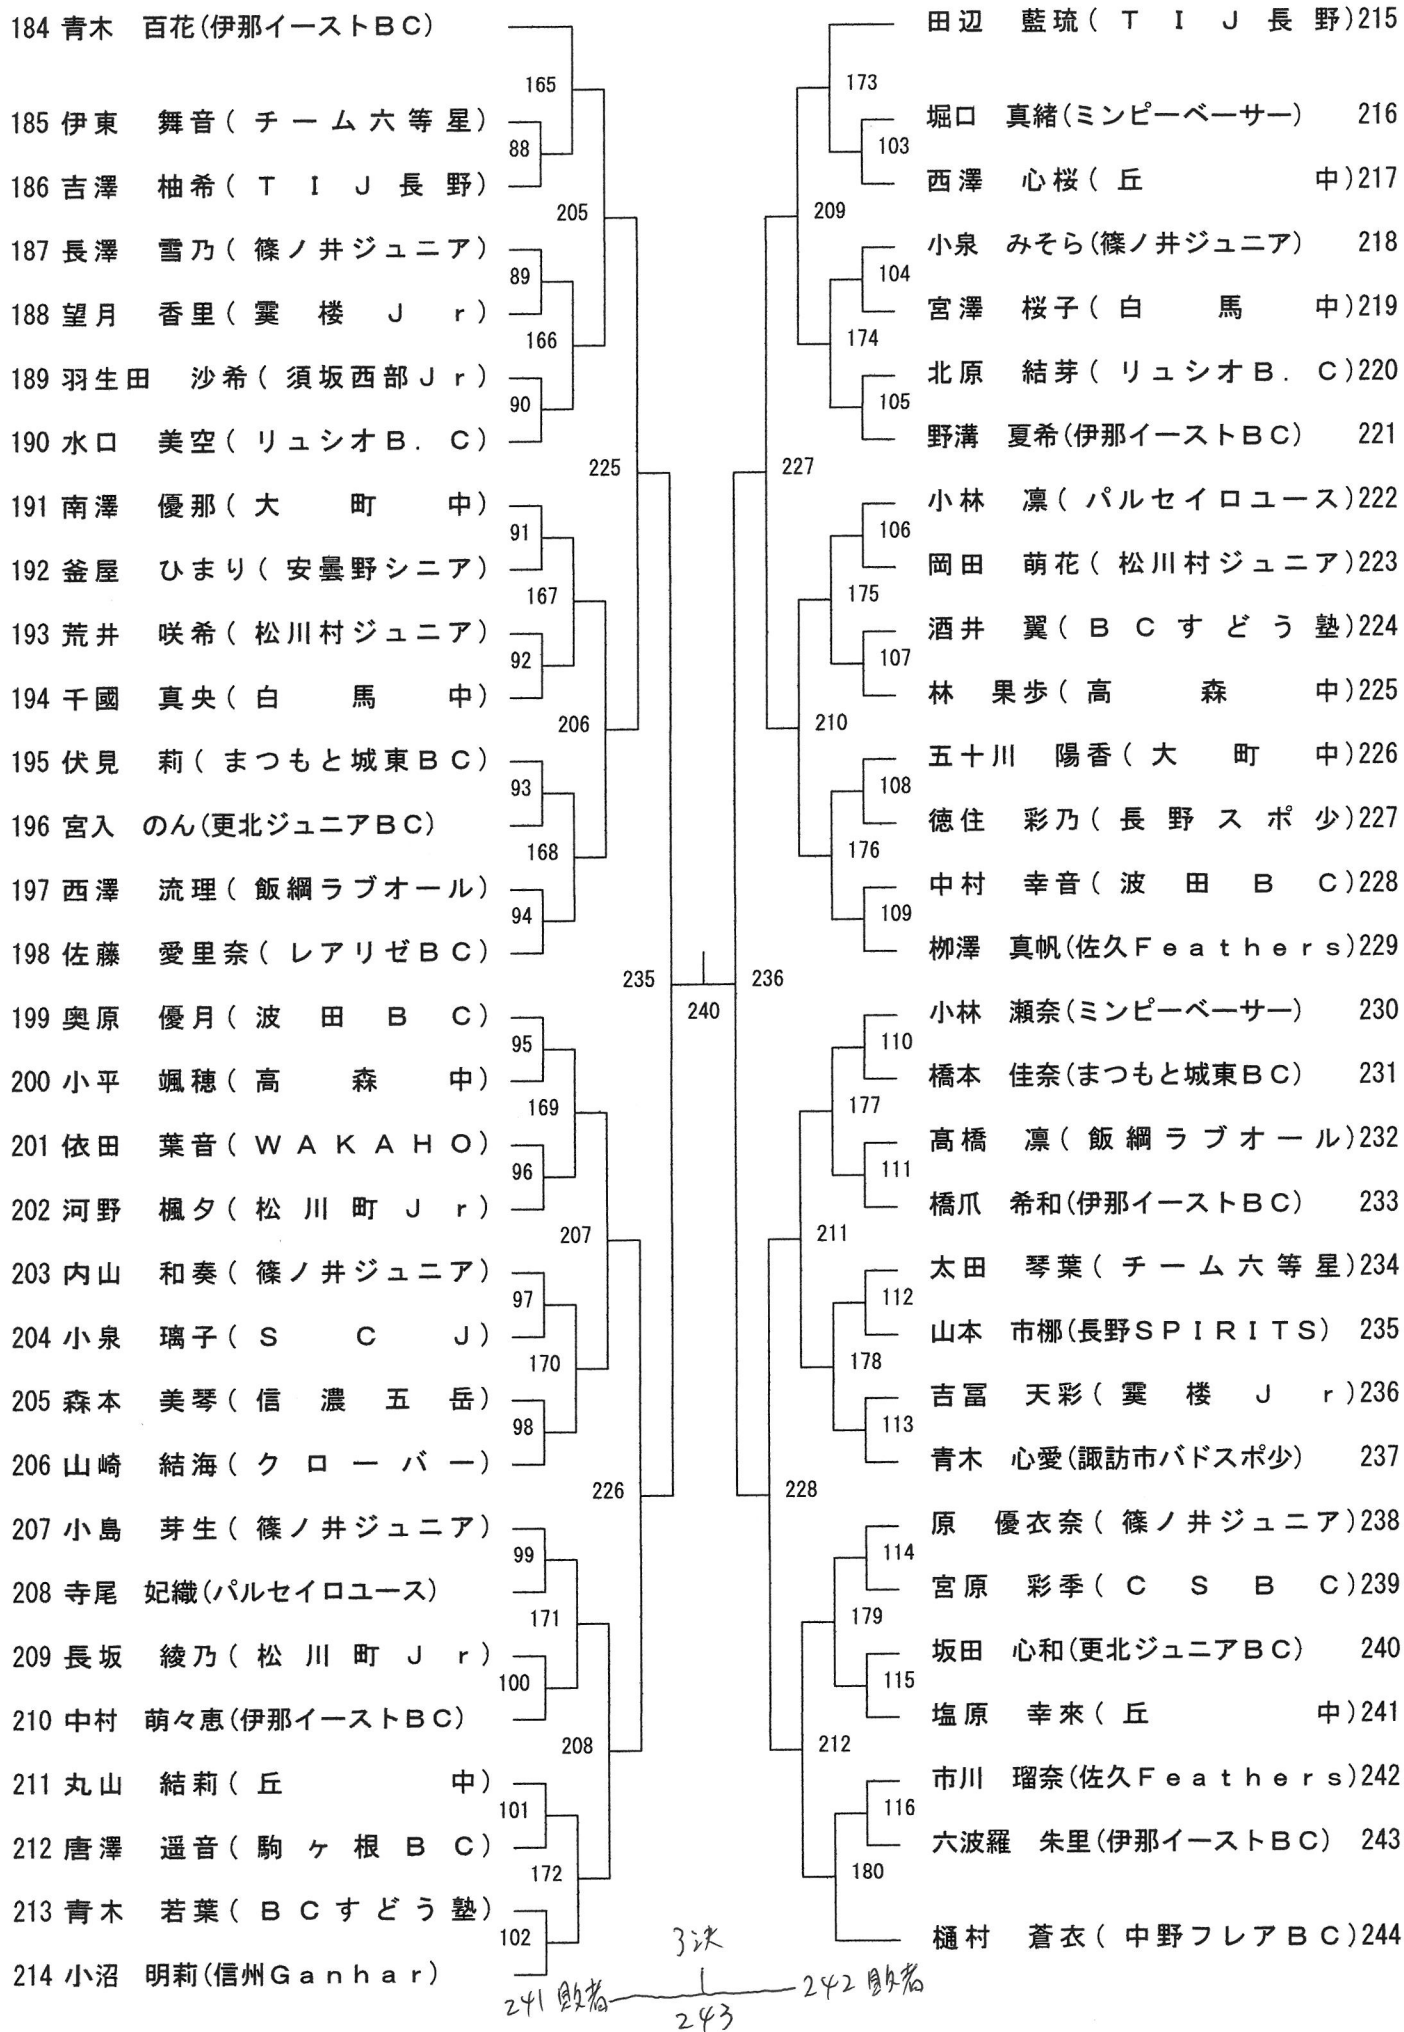 184 青木 百花(伊那イーストBC)
185 伊東 舞音(チーム六等星)
186 吉澤 柚希(TIJ長野)
187 長澤 雪乃(篠ノ井ジュニア)
188 望月 香里(霙楼Jr)
189 羽生田 沙希(須坂西部Jr)
190 水口 美空(リュシオB.C)
191 南澤 優那(大町中)
192 釜屋 ひまり(安曇野シニア)
193 荒井 咲希(松川村ジュニア)
194 千國 真央(白馬中)
195 伏見 莉(まつもと城東BC)
196 宮入 のん(更北ジュニアBC)
197 西澤 流理(飯綱ラブオール)
198 佐藤 愛里奈(レアリゼBC)
199 奥原 優月(波田BC)
200 小平 颯穂(高森中)
201 依田 葉音(WAKAHO)
202 河野 楓夕(松川町Jr)
203 内山 和奏(篠ノ井ジュニア)
204 小泉 璃子(SCJ)
205 森本 美琴(信濃五岳)
206 山崎 結海(クローバー)
207 小島 芽生(篠ノ井ジュニア)
208 寺尾 妃織(パルセイロユース)
209 長坂 綾乃(松川町Jr)
210 中村 萌々恵(伊那イーストBC)
211 丸山 結莉(丘中)
212 唐澤 遥音(駒ヶ根BC)
213 青木 若葉(BCすどう塾)
214 小沼 明莉(信州Ganhar)
165
88
205
89
166
90
225
91
167
92
206
93
168
94
235
95
169
96
207
97
170
98
226
99
171
100
208
101
172
102
240
236
173
103
209
104
174
105
227
106
175
107
210
108
176
109
110
177
111
211
112
178
113
228
114
179
115
212
116
180
田辺 藍琉(TIJ長野)215
堀口 真緒(ミンピーベーサー) 216
西澤 心桜(丘中)217
小泉 みそら(篠ノ井ジュニア) 218
宮澤 桜子(白馬中)219
北原 結芽(リュシオB.C)220
野溝 夏希(伊那イーストBC) 221
小林 凛(パルセイロユース)222
岡田 萌花(松川村ジュニア)223
酒井 翼(BCすどう塾)224
林 果歩(高森中)225
五十川 陽香(大町中)226
徳住 彩乃(長野スポ少)227
中村 幸音(波田BC)228
栁澤 真帆(佐久Feathers)229
小林 瀬奈(ミンピーベーサー) 230
橋本 佳奈(まつもと城東BC) 231
髙橋 凛(飯綱ラブオール)232
橋爪 希和(伊那イーストBC) 233
太田 琴葉(チーム六等星)234
山本 市梛(長野SPIRITS) 235
吉冨 天彩(霙楼Jr)236
青木 心愛(諏訪市バドスポ少) 237
原 優衣奈(篠ノ井ジュニア)238
宮原 彩季(CSBC)239
坂田 心和(更北ジュニアBC) 240
塩原 幸來(丘中)241
市川 瑠奈(佐久Feathers)242
六波羅 朱里(伊那イーストBC) 243
樋村 蒼衣(中野フレアBC)244
3決
241敗者 242敗者
243